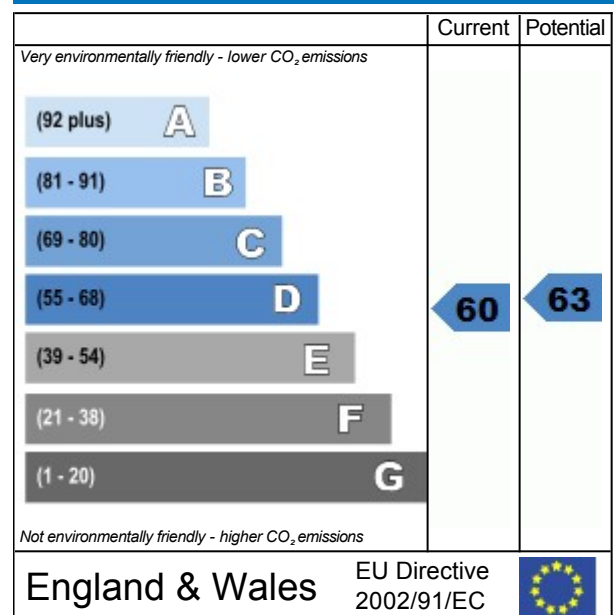 Current Potential
Very environmentally friendly - lower CO₂ emissions
(92 plus) A
(81 - 91) B
(69 - 80) C
(55 - 68) D 60 63
(39 - 54) E
(21 - 38) F
(1 - 20) G
Not environmentally friendly - higher CO₂ emissions
England & Wales
EU Directive
2002/91/EC